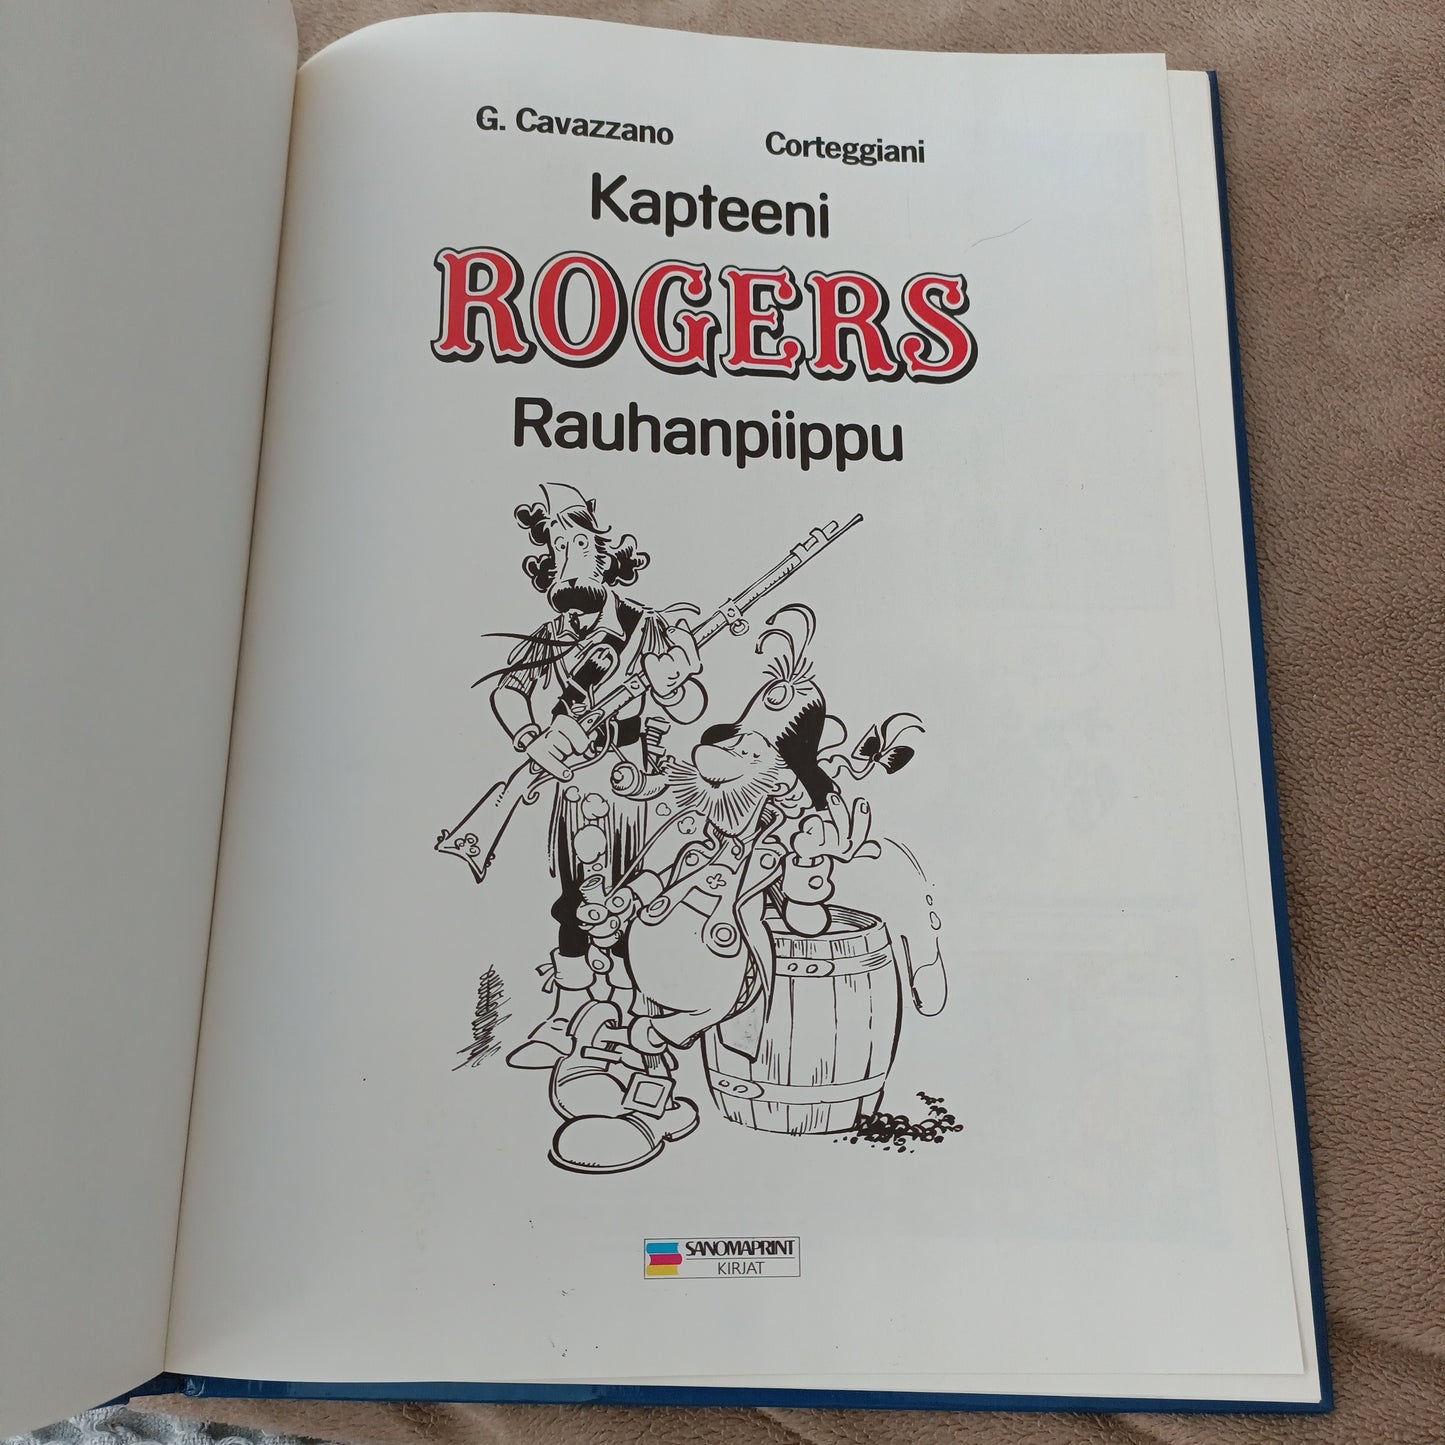 G. Cavazzano Corteggiani
Kapteeni
ROGERS
Rauhanpiippu
SANOMAPRINT
KIRJAT